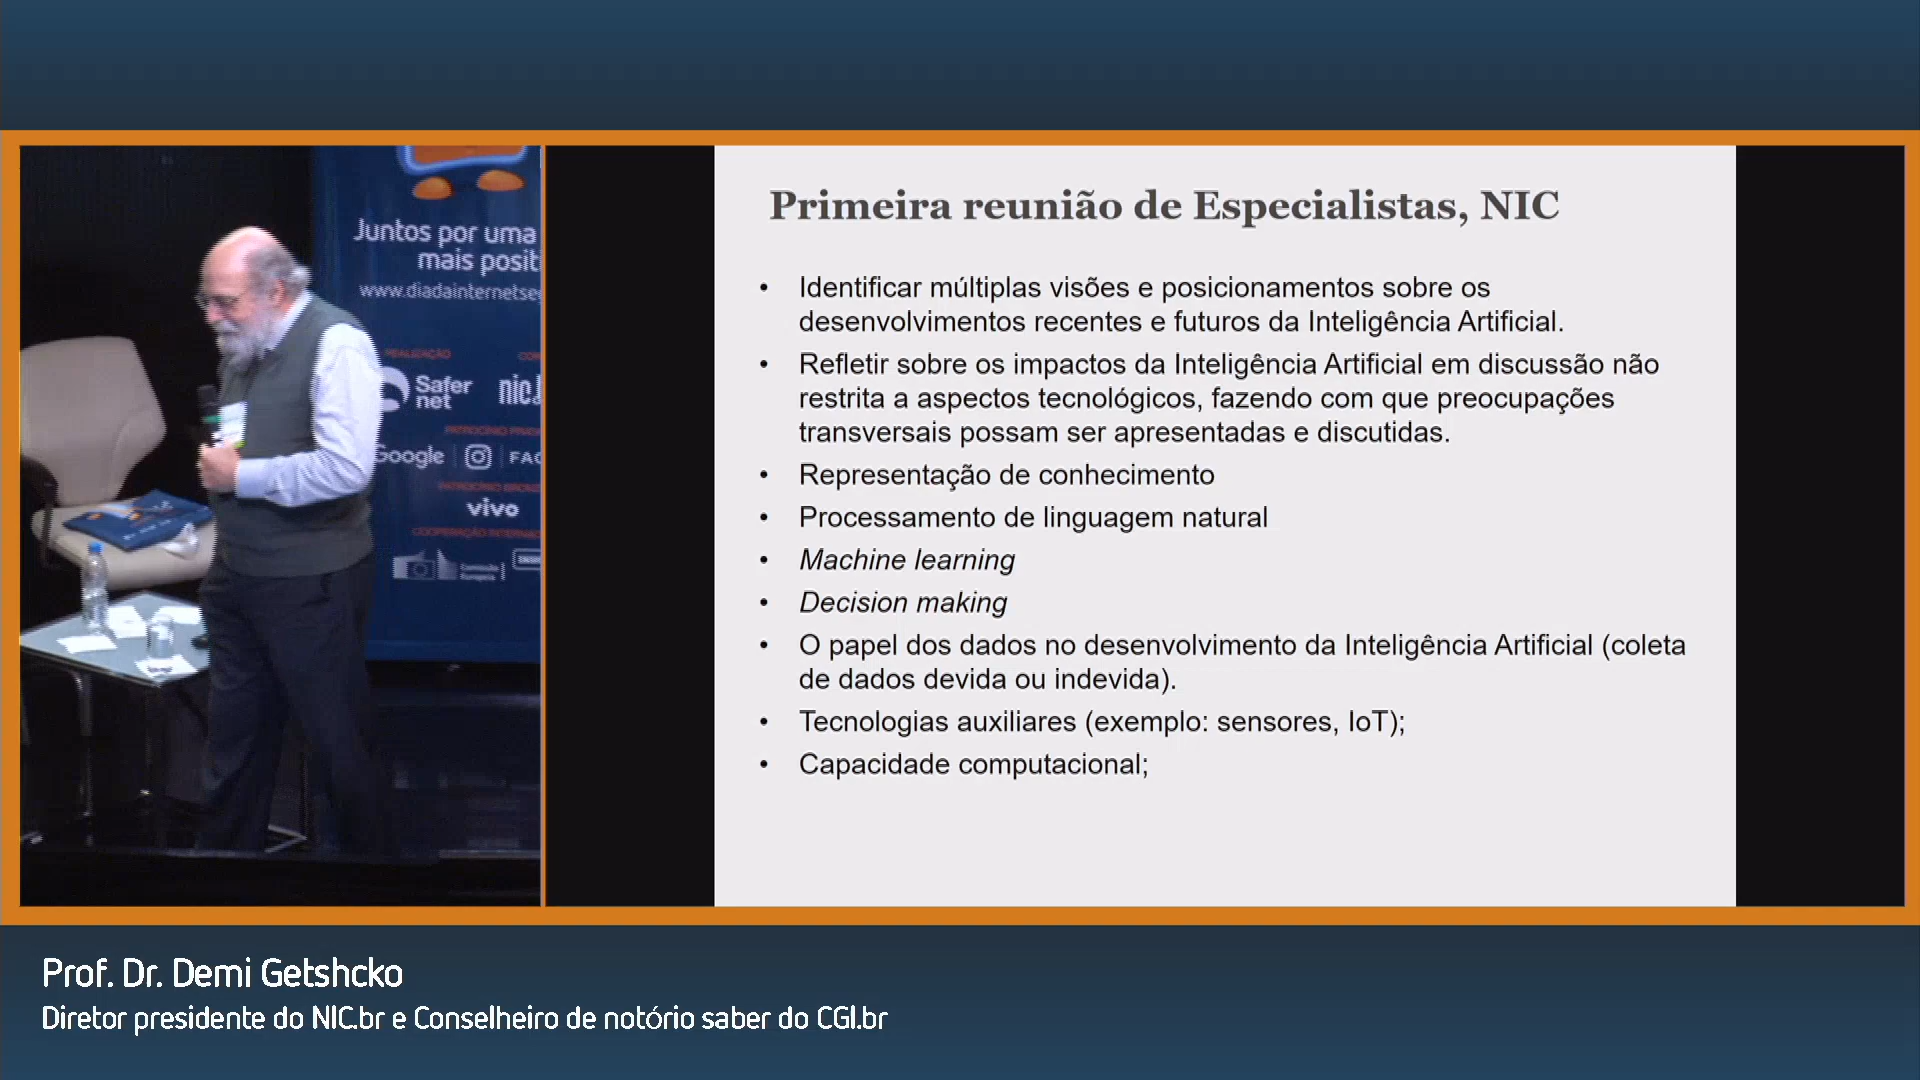 Juntos por uma
mais posit
www.diadainternetse
REALIZAÇÃO
Safer
net
nic.
Google
FAC
vivo
Primeira reunião de Especialistas, NIC
• Identificar múltiplas visões e posicionamentos sobre os
desenvolvimentos recentes e futuros da Inteligência Artificial.
• Refletir sobre os impactos da Inteligência Artificial em discussão não
restrita a aspectos tecnológicos, fazendo com que preocupações
transversais possam ser apresentadas e discutidas.
• Representação de conhecimento
• Processamento de linguagem natural
• Machine learning
• Decision making
• O papel dos dados no desenvolvimento da Inteligência Artificial (coleta
de dados devida ou indevida).
• Tecnologias auxiliares (exemplo: sensores, IoT);
• Capacidade computacional;
Prof. Dr. Demi Getshcko
Diretor presidente do NIC.br e Conselheiro de notório saber do CGI.br